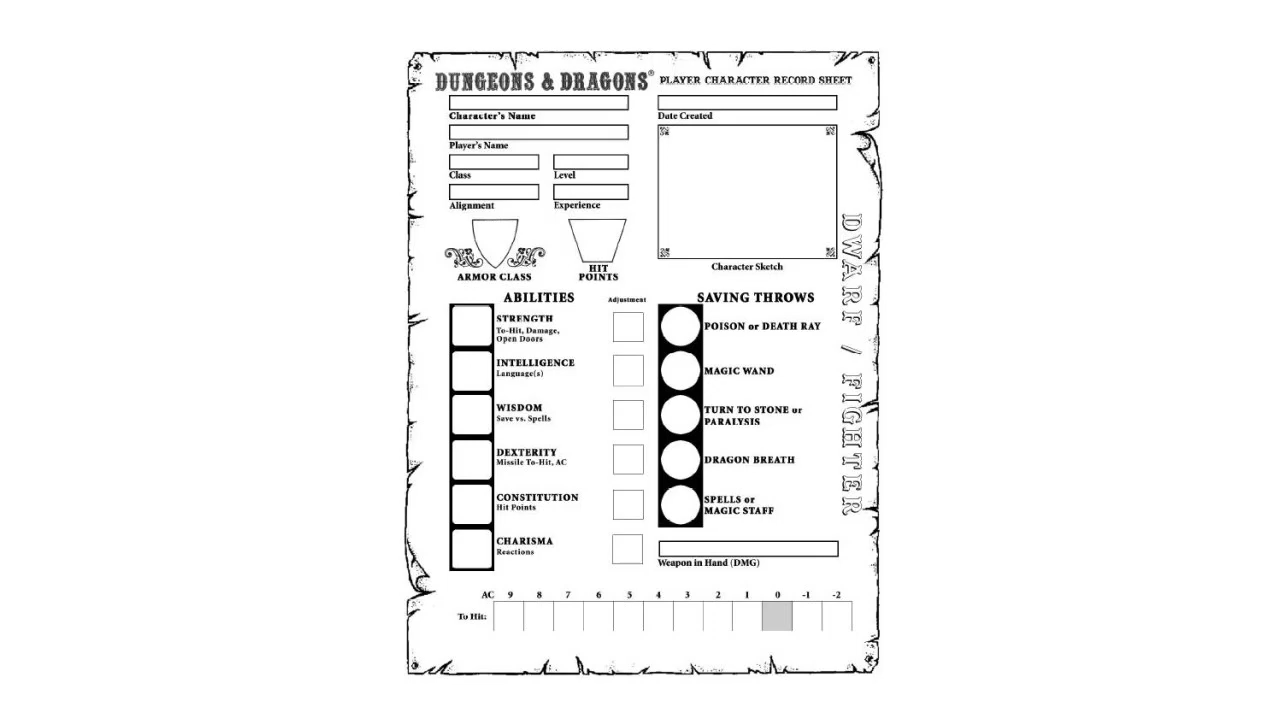 DUNGEONS & DRAGONS® PLAYER CHARACTER RECORD SHEET
Character's Name
Date Created
Player's Name
Class Level
Alignment Experience
ARMOR CLASS
HIT
POINTS
Character Sketch
ABILITIES Adjustment
STRENGTH
To-Hit, Damage,
Open Doors
INTELLIGENCE
Language(s)
WISDOM
Save vs. Spells
DEXTERITY
Missile To-Hit, AC
CONSTITUTION
Hit Points
CHARISMA
Reactions
SAVING THROWS
POISON or DEATH RAY
MAGIC WAND
TURN TO STONE or
PARALYSIS
DRAGON BREATH
SPELLS or
MAGIC STAFF
Weapon in Hand (DMG)
DWARF / FIGHTER
AC 9 8 7 6 5 4 3 2 1 0 -1 -2
To Hit: